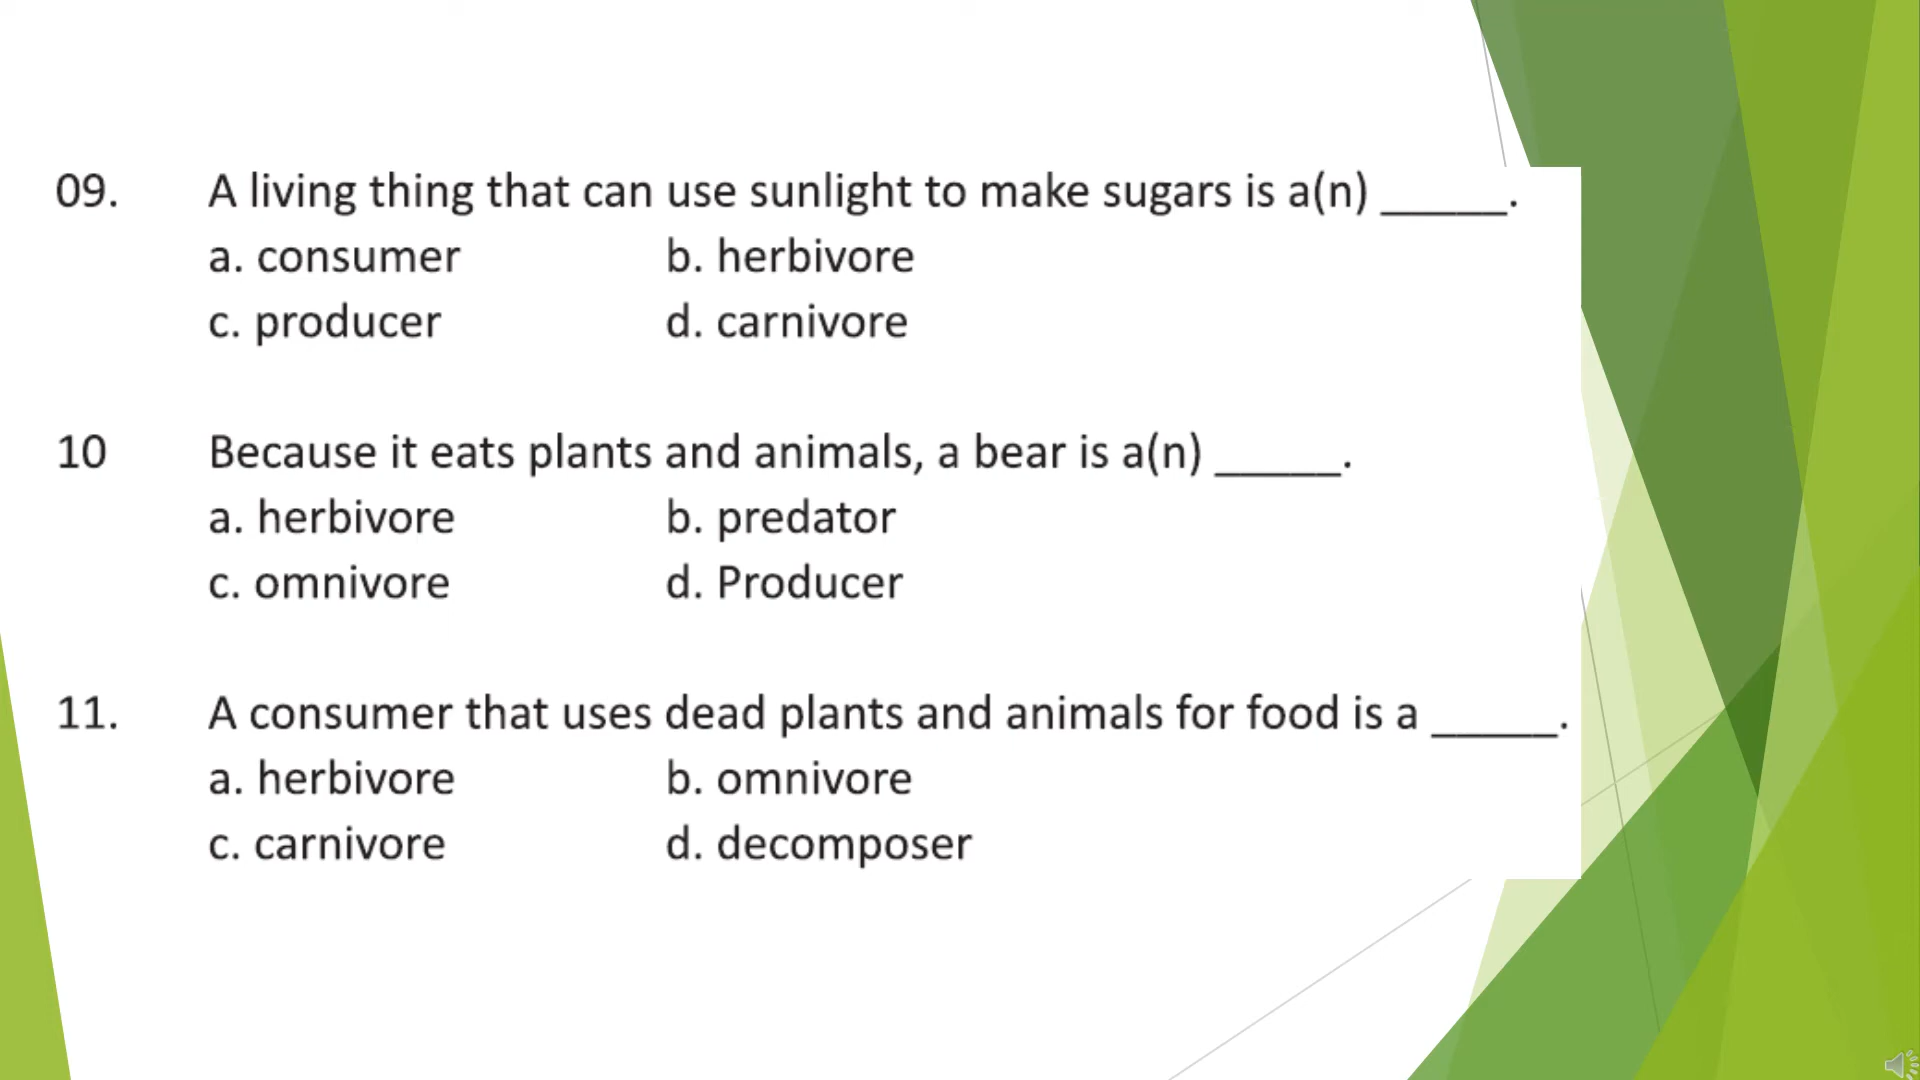 09. A living thing that can use sunlight to make sugars is a(n) _____.
a. consumer b. herbivore
c. producer d. carnivore
10 Because it eats plants and animals, a bear is a(n) _____.
a. herbivore b. predator
c. omnivore d. Producer
11. A consumer that uses dead plants and animals for food is a _____.
a. herbivore b. omnivore
c. carnivore d. decomposer